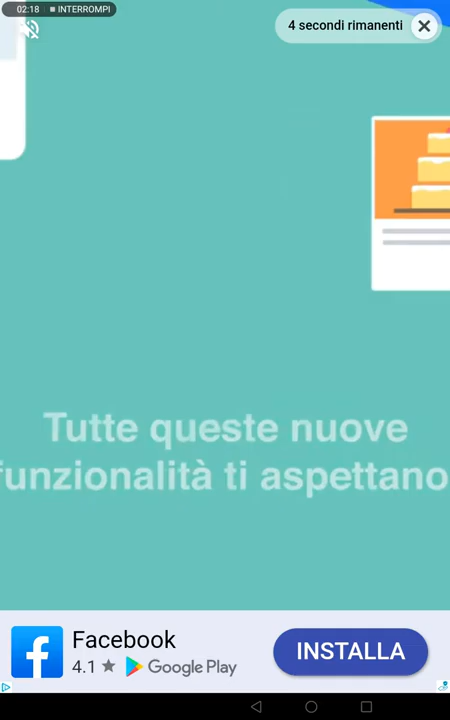 02:18 INTERROMPI
4 secondi rimanenti
Tutte queste nuove
funzionalità ti aspettano
Facebook
4.1 Google Play
INSTALLA